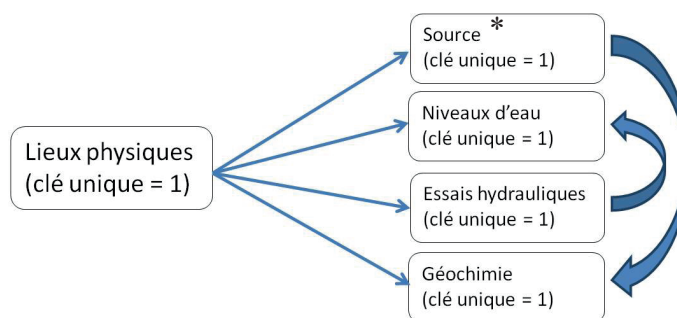 Source *
(clé unique = 1)
Niveaux d'eau
(clé unique = 1)
Lieux physiques
(clé unique = 1)
Essais hydrauliques
(clé unique = 1)
Géochimie
(clé unique = 1)